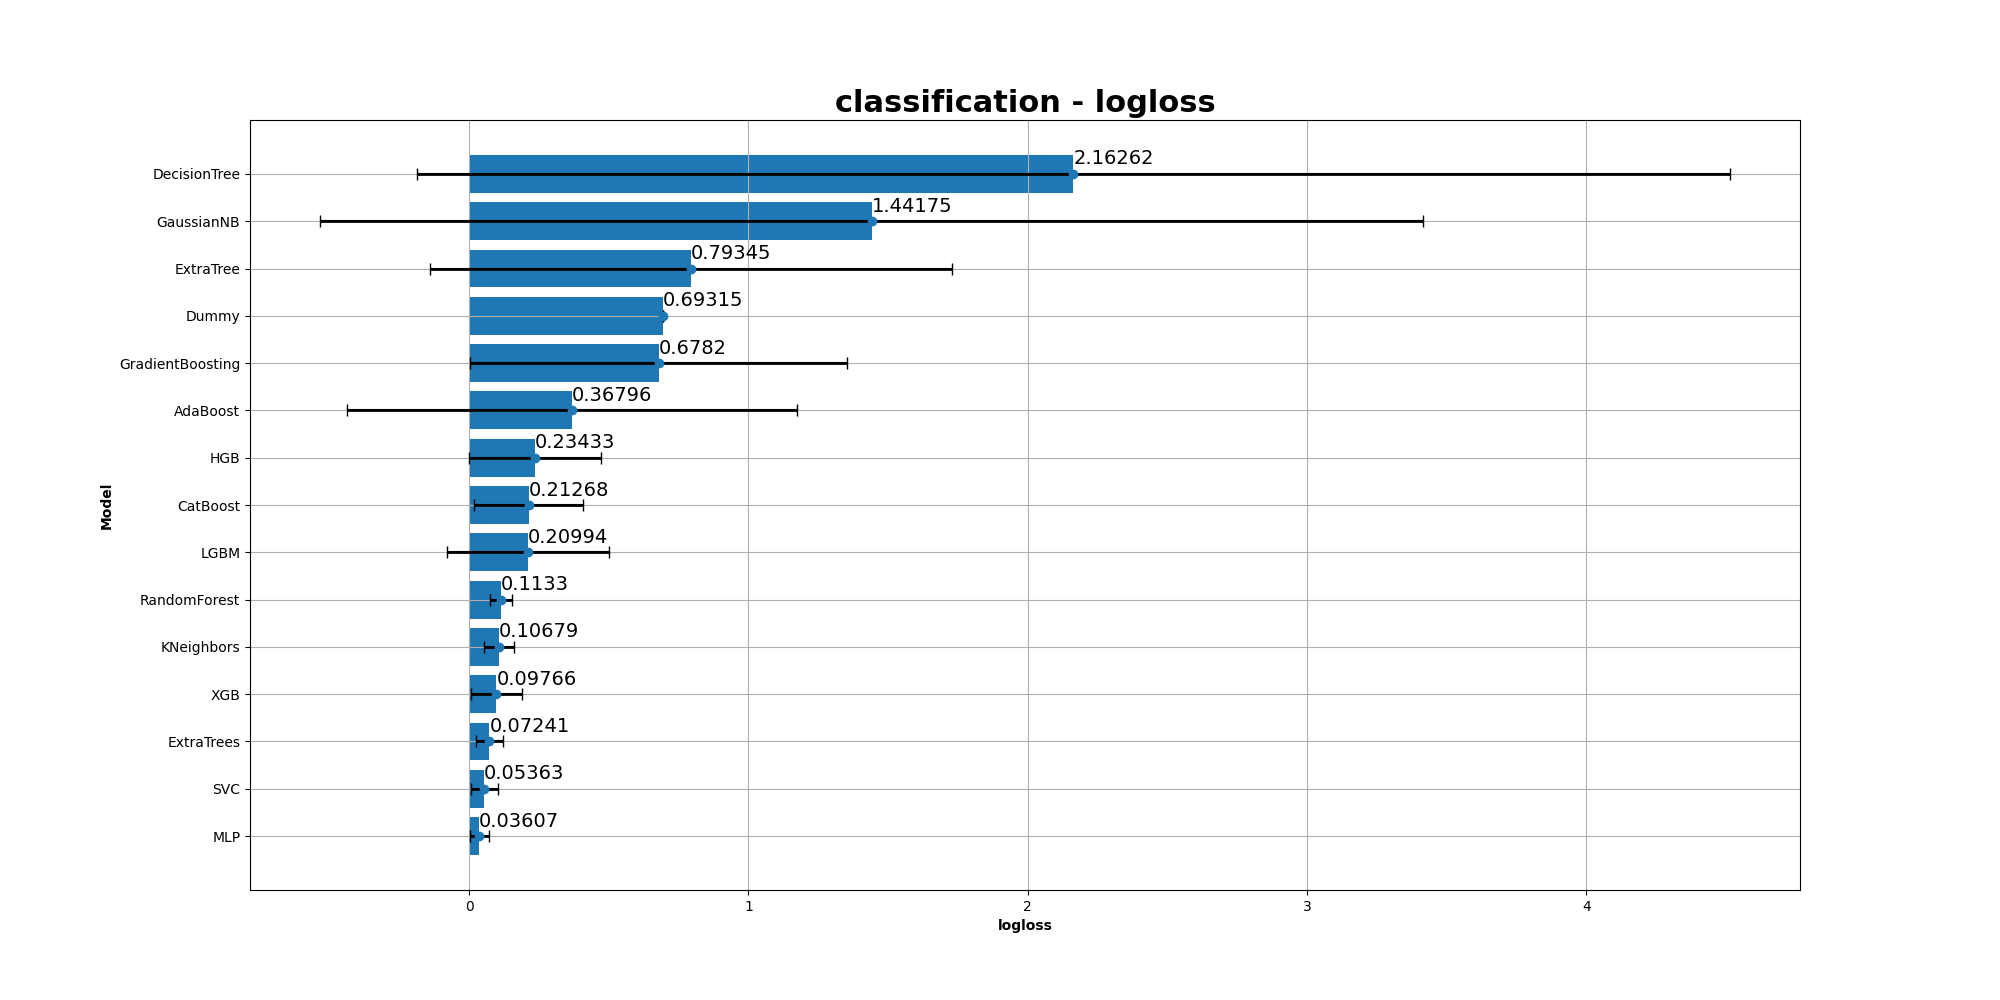 classification - logloss
DecisionTree 2.16262
GaussianNB 1.44175
ExtraTree 0.79345
Dummy 0.69315
GradientBoosting 0.6782
AdaBoost 0.36796
HGB 0.23433
CatBoost 0.21268
LGBM 0.20994
RandomForest 0.1133
KNeighbors 0.10679
XGB 0.09766
ExtraTrees 0.07241
SVC 0.05363
MLP 0.03607
Model
0 1 2 3 4
logloss